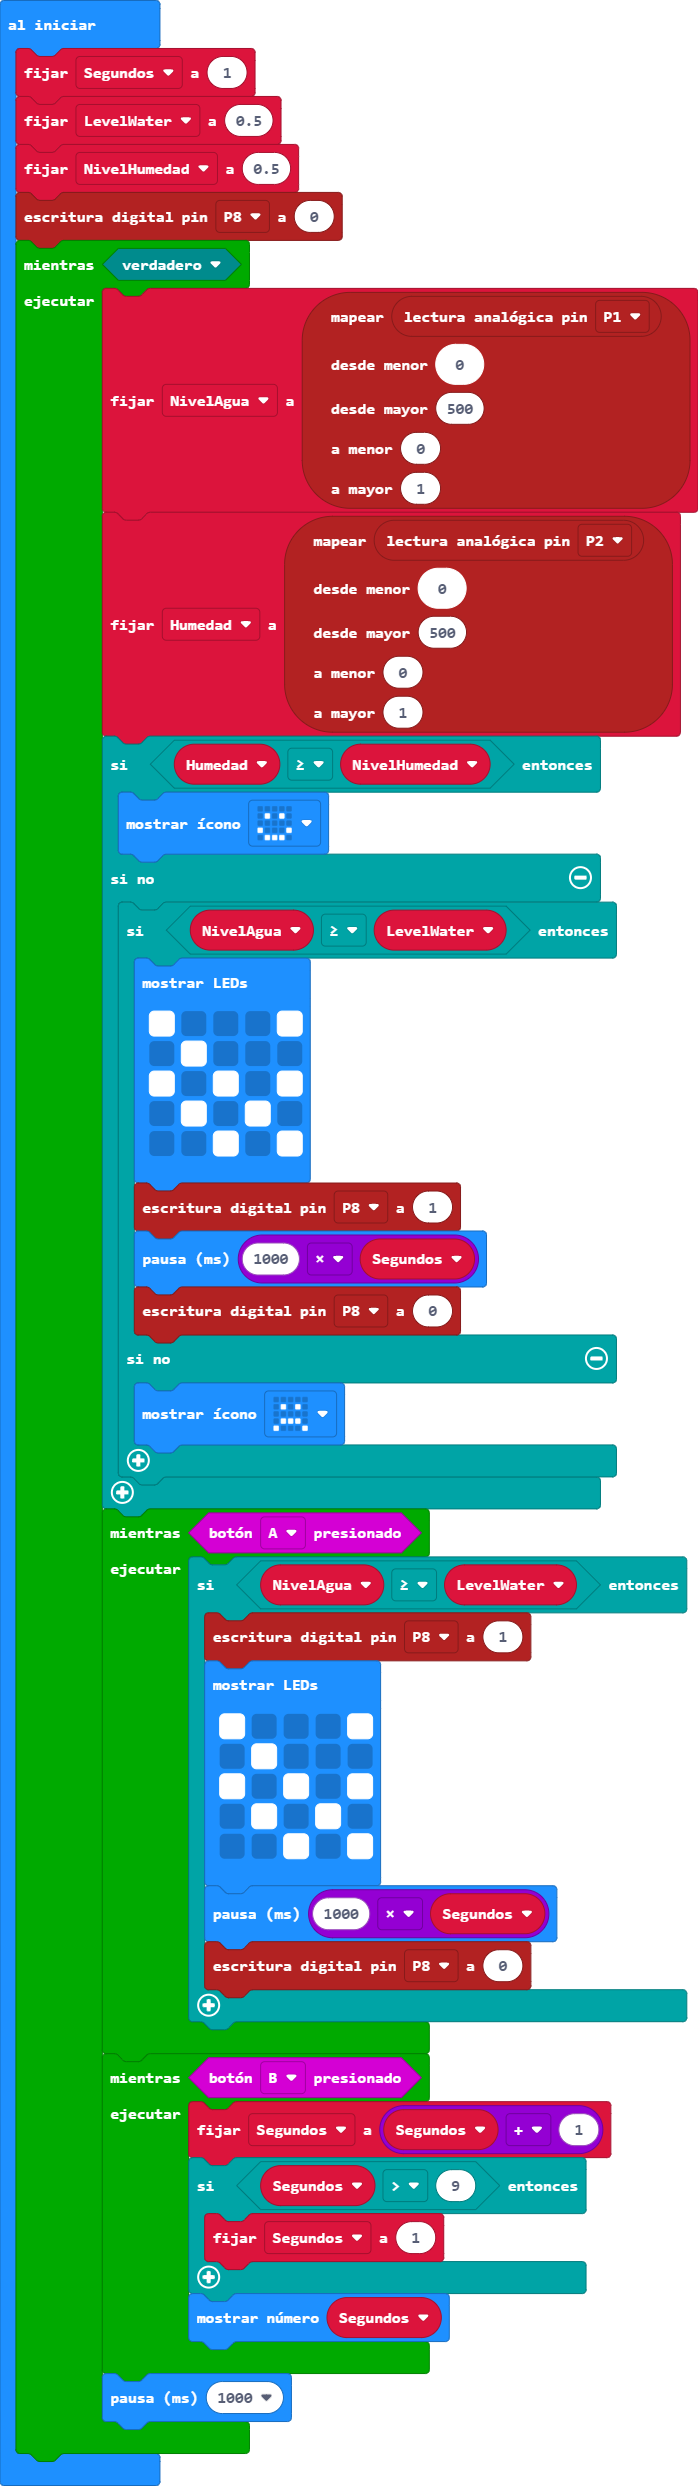 al iniciar
fijar Segundos a 1
fijar LevelWater a 0.5
fijar NivelHumedad a 0.5
escritura digital pin P8 a 0
mientras verdadero
ejecutar
mapear lectura analógica pin P1
desde menor 0
fijar NivelAgua a
desde mayor 500
a menor 0
a mayor 1
mapear lectura analógica pin P2
desde menor 0
fijar Humedad a
desde mayor 500
a menor 0
a mayor 1
si Humedad ≥ NivelHumedad entonces
mostrar ícono
si no
si NivelAgua ≥ LevelWater entonces
mostrar LEDs
escritura digital pin P8 a 1
pausa (ms) 1000 × Segundos
escritura digital pin P8 a 0
si no
mostrar ícono
mientras botón A presionado
ejecutar
si NivelAgua ≥ LevelWater entonces
escritura digital pin P8 a 1
mostrar LEDs
pausa (ms) 1000 × Segundos
escritura digital pin P8 a 0
mientras botón B presionado
ejecutar
fijar Segundos a Segundos + 1
si Segundos > 9 entonces
fijar Segundos a 1
mostrar número Segundos
pausa (ms) 1000